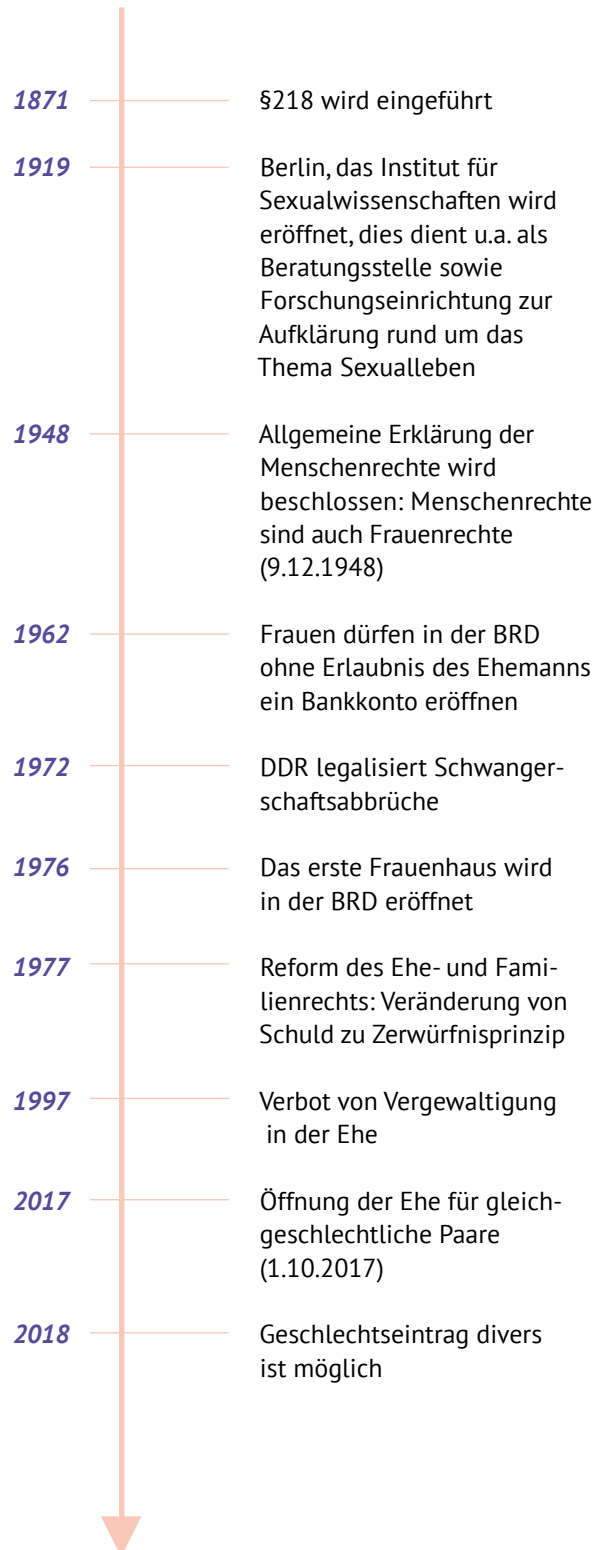 1871 §218 wird eingeführt
1919 Berlin, das Institut für
Sexualwissenschaften wird
eröffnet, dies dient u.a. als
Beratungsstelle sowie
Forschungseinrichtung zur
Aufklärung rund um das
Thema Sexualleben
1948 Allgemeine Erklärung der
Menschenrechte wird
beschlossen: Menschenrechte
sind auch Frauenrechte
(9.12.1948)
1962 Frauen dürfen in der BRD
ohne Erlaubnis des Ehemanns
ein Bankkonto eröffnen
1972 DDR legalisiert Schwanger-
schaftsabbrüche
1976 Das erste Frauenhaus wird
in der BRD eröffnet
1977 Reform des Ehe- und Fami-
lienrechts: Veränderung von
Schuld zu Zerwürfnisprinzip
1997 Verbot von Vergewaltigung
in der Ehe
2017 Öffnung der Ehe für gleich-
geschlechtliche Paare
(1.10.2017)
2018 Geschlechtseintrag divers
ist möglich